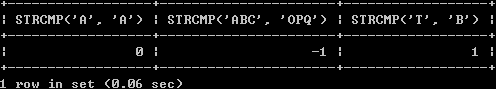 +------------------+----------------------+------------------+
| STRCMP('A', 'A') | STRCMP('ABC', 'OPQ') | STRCMP('T', 'B') |
+------------------+----------------------+------------------+
|                0 |                   -1 |                1 |
+------------------+----------------------+------------------+
1 row in set (0.06 sec)